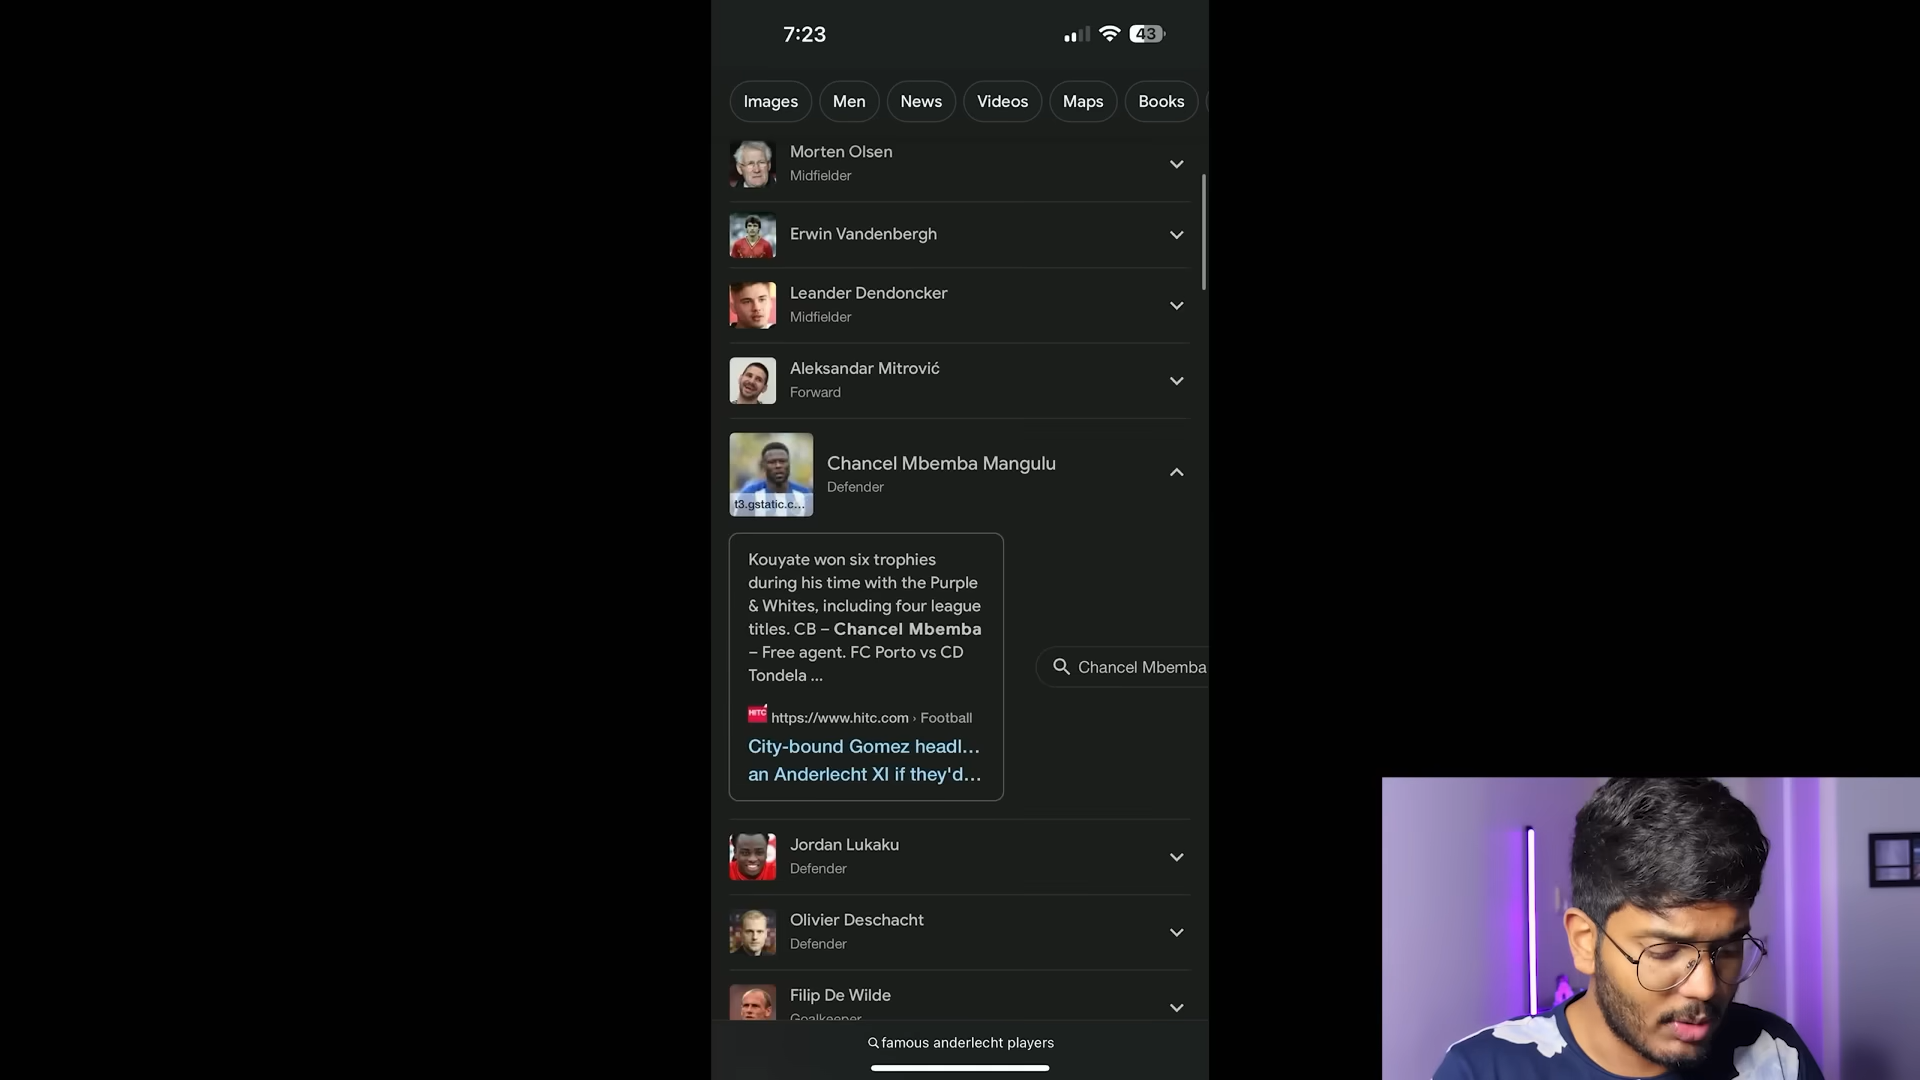 7:23
43
Images
Men
News
Videos
Maps
Books
Morten Olsen
Midfielder
Erwin Vandenbergh
Leander Dendoncker
Midfielder
Aleksandar Mitrović
Forward
Chancel Mbemba Mangulu
Defender
t3.gstatic.c...
Kouyate won six trophies
during his time with the Purple
& Whites, including four league
titles. CB – Chancel Mbemba
– Free agent. FC Porto vs CD
Tondela ...
HITC
https://www.hitc.com › Football
City-bound Gomez headl...
an Anderlecht XI if they'd...
Chancel Mbemba
Jordan Lukaku
Defender
Olivier Deschacht
Defender
Filip De Wilde
Goalkeeper
famous anderlecht players